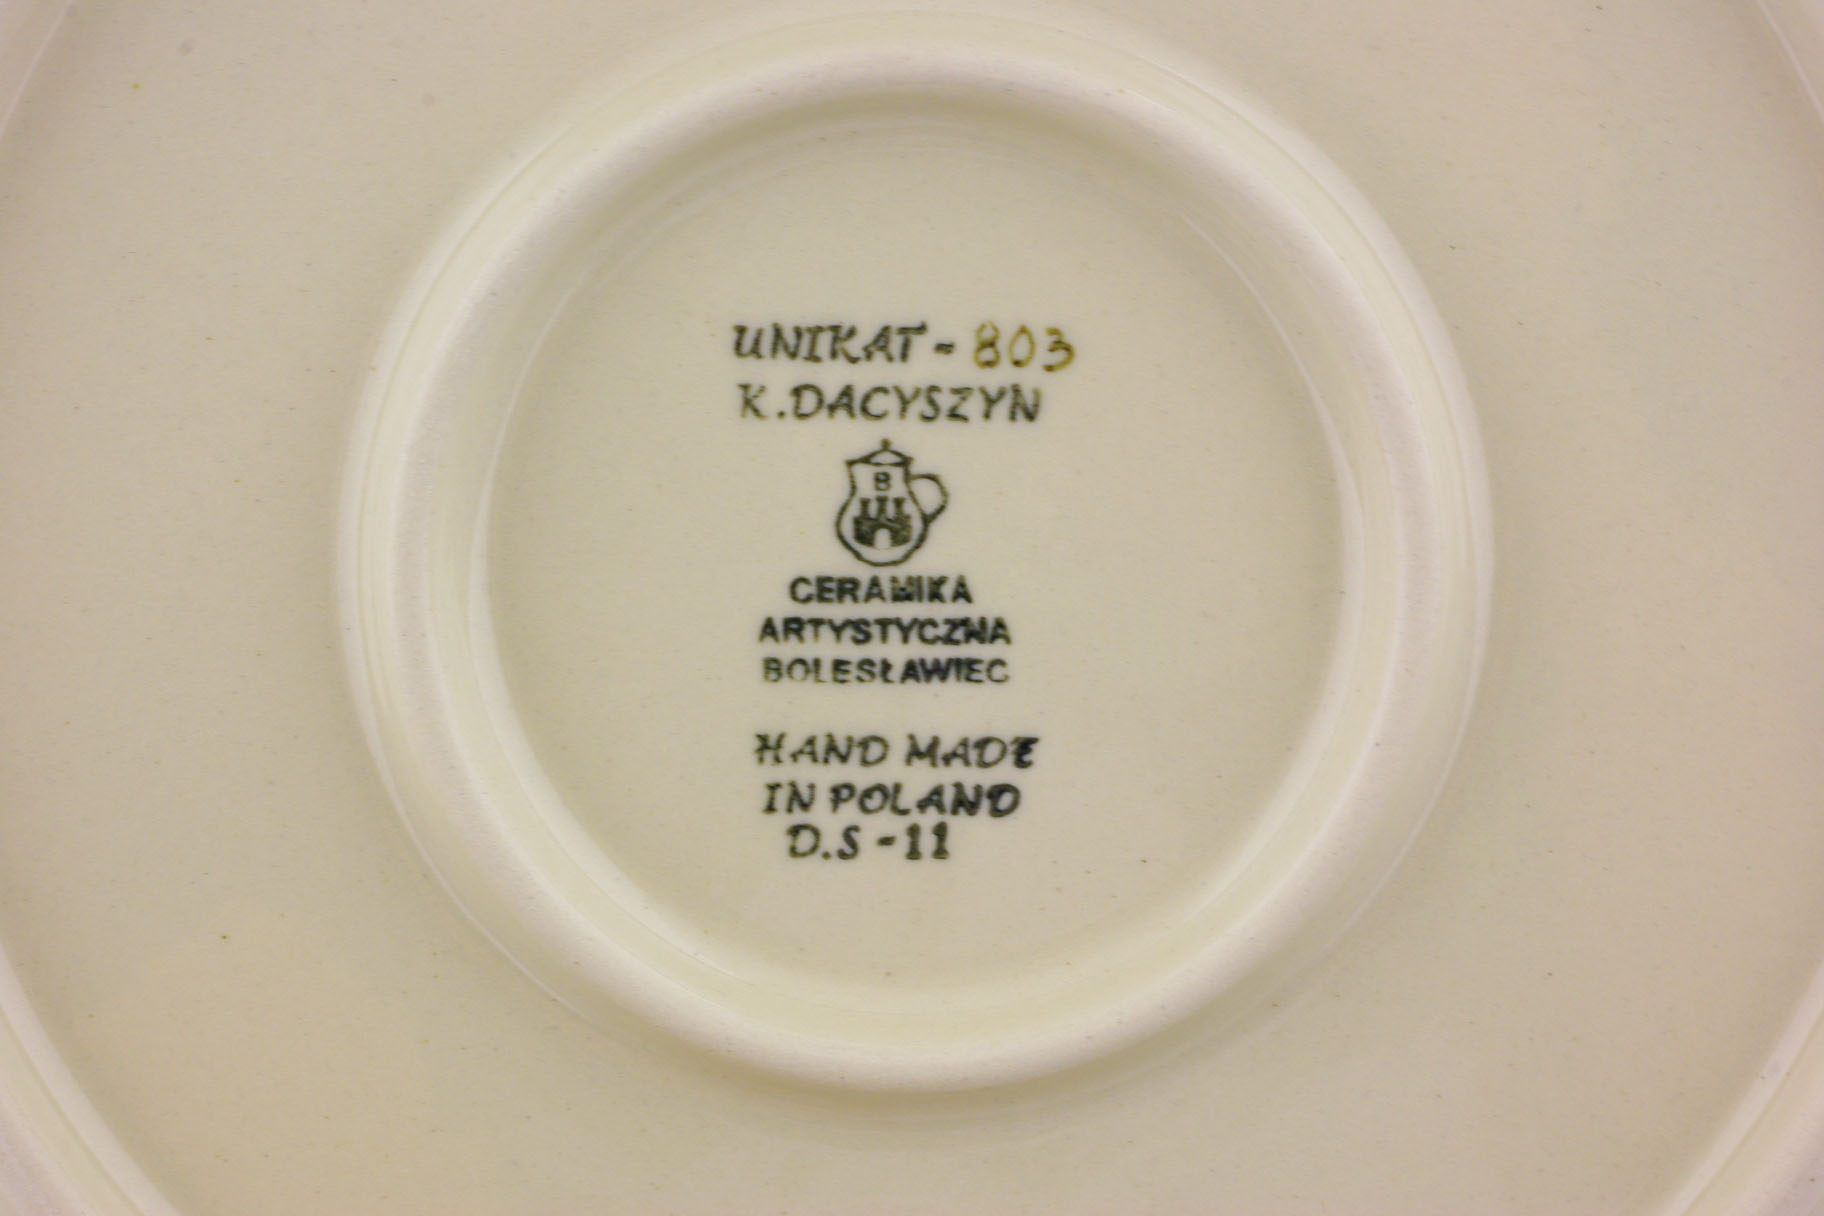 UNIKAT - 803
K.DACYSZYN
B
CERAMIKA
ARTYSTYCZNA
BOLESŁAWIEC
HAND MADE
IN POLAND
D.S -11